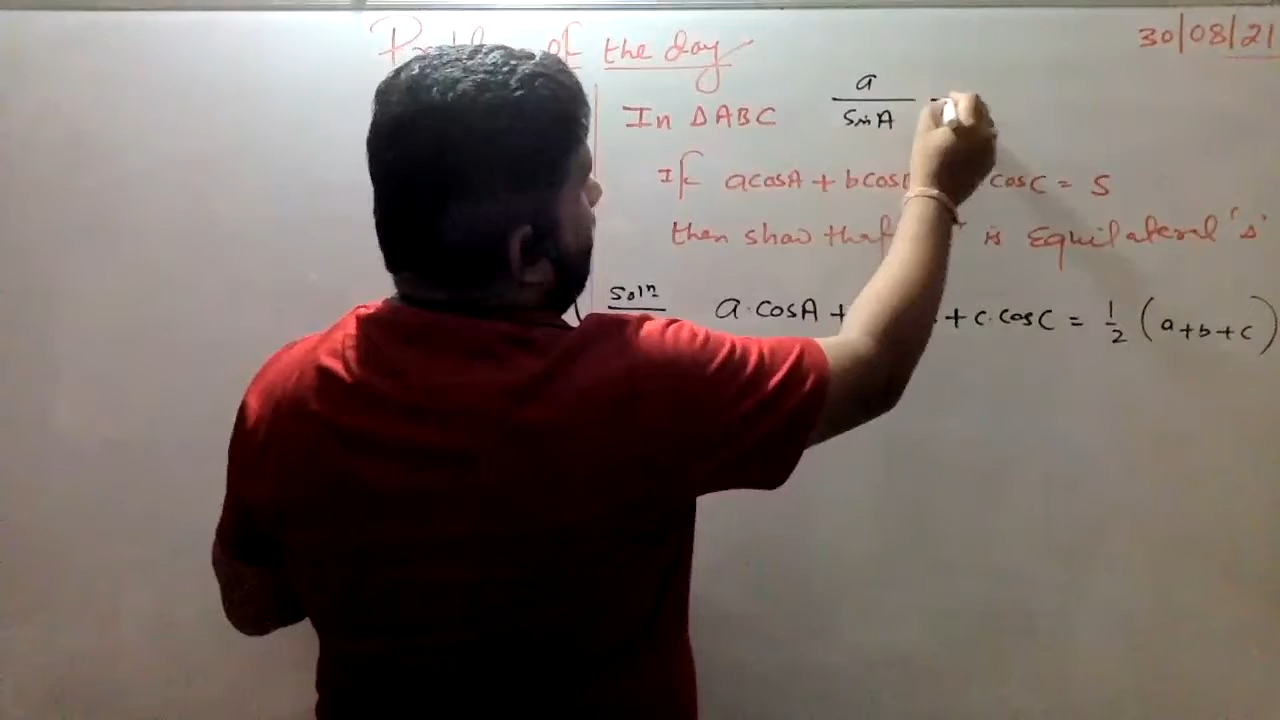 of the day
30/08/21
In ΔABC a/SinA =
If acosA + bcos cosC = S
then show that is Equilateral 'Δ'
Solⁿ a·cosA + + c·cosC = 1/2 (a+b+c)